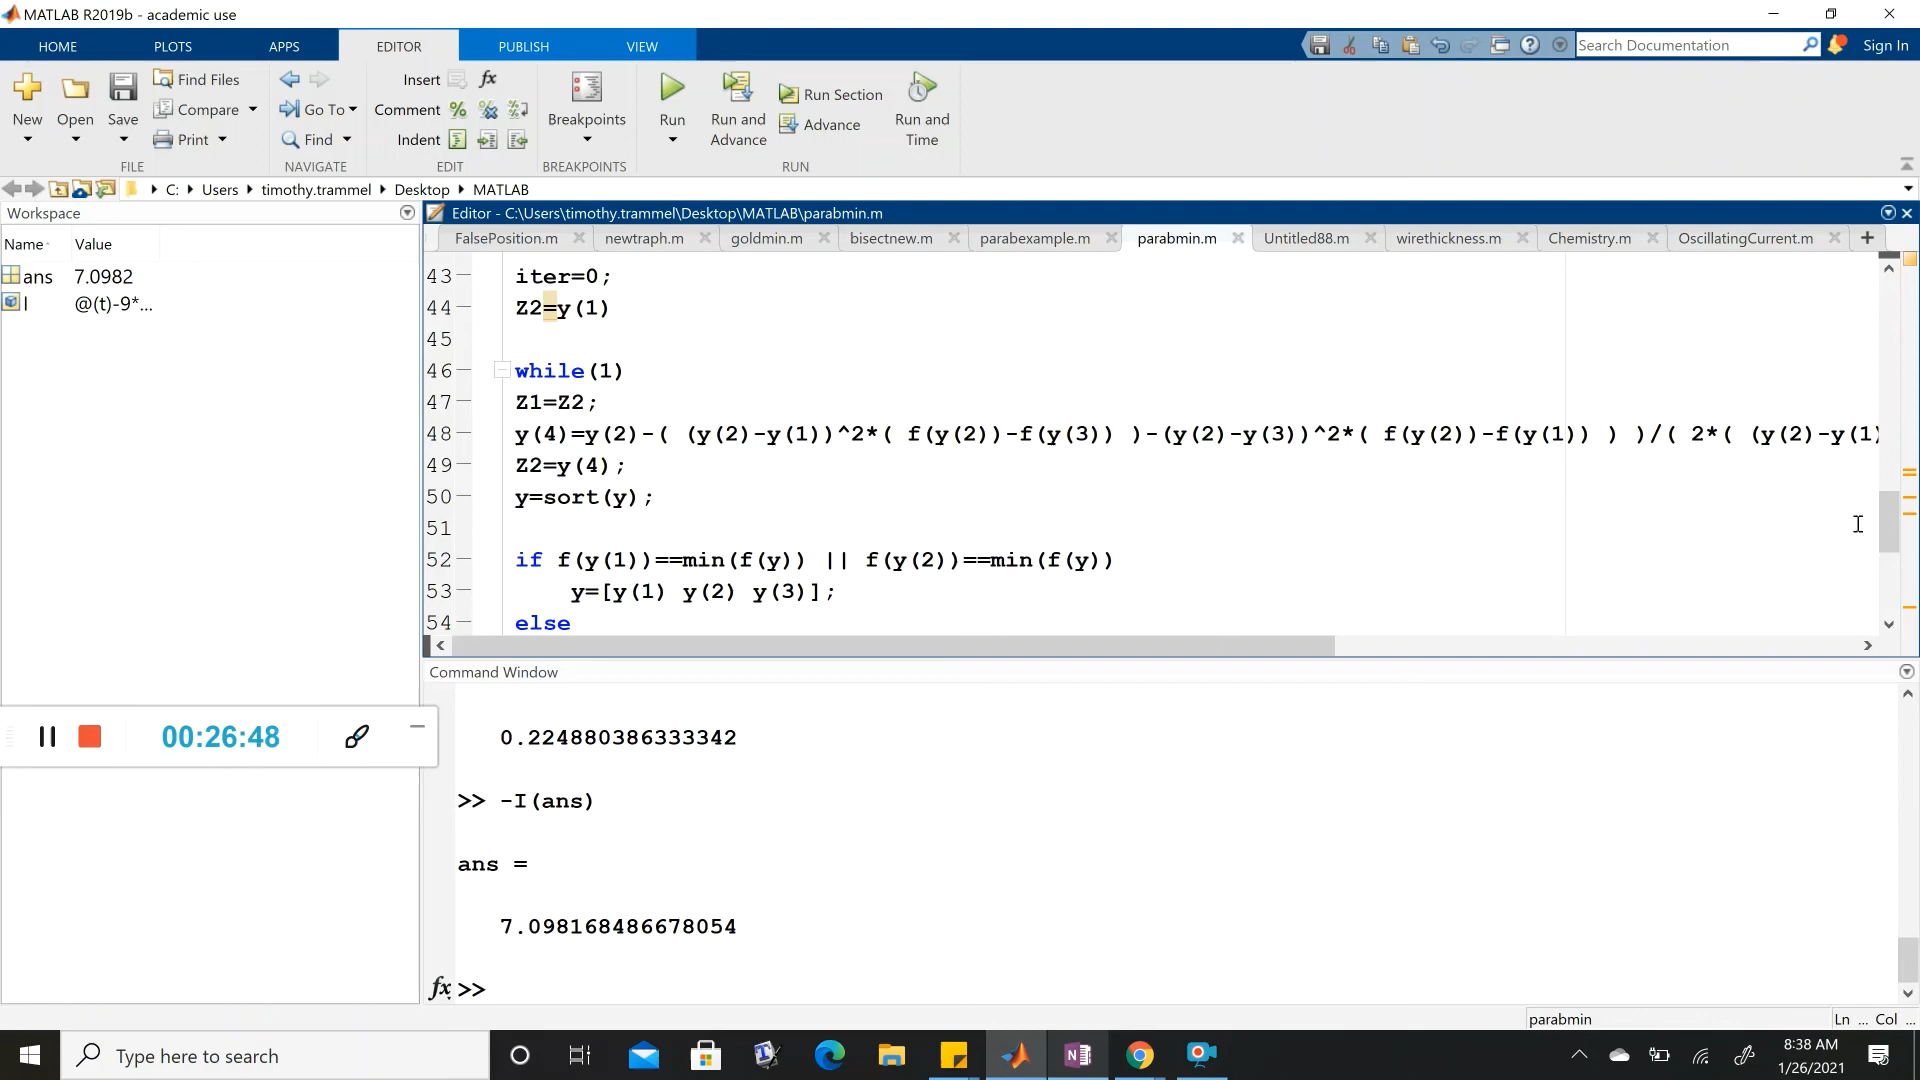 MATLAB R2019b - academic use
HOME PLOTS APPS EDITOR PUBLISH VIEW Search Documentation Sign In
New Open Save Find Files Compare Print
FILE
Go To Find
NAVIGATE
Insert fx
Comment % 
Indent
EDIT
Breakpoints
BREAKPOINTS
Run Run and Advance Run Section Advance Run and Time
RUN
C: Users timothy.trammel Desktop MATLAB
Workspace
Name Value
ans 7.0982
I @(t)-9*...
00:26:48
Editor - C:\Users\timothy.trammel\Desktop\MATLAB\parabmin.m
FalsePosition.m newtraph.m goldmin.m bisectnew.m parabexample.m parabmin.m Untitled88.m wirethickness.m Chemistry.m OscillatingCurrent.m +
43 iter=0;
44 Z2=y(1)
45
46 while(1)
47 Z1=Z2;
48 y(4)=y(2)-( (y(2)-y(1))^2*( f(y(2))-f(y(3)) )-(y(2)-y(3))^2*( f(y(2))-f(y(1)) ) )/( 2*( (y(2)-y(1)
49 Z2=y(4);
50 y=sort(y);
51
52 if f(y(1))==min(f(y)) || f(y(2))==min(f(y))
53 y=[y(1) y(2) y(3)];
54 else
Command Window
0.224880386333342
>> -I(ans)
ans =
7.098168486678054
fx >>
parabmin Ln ... Col ...
Type here to search
8:38 AM
1/26/2021